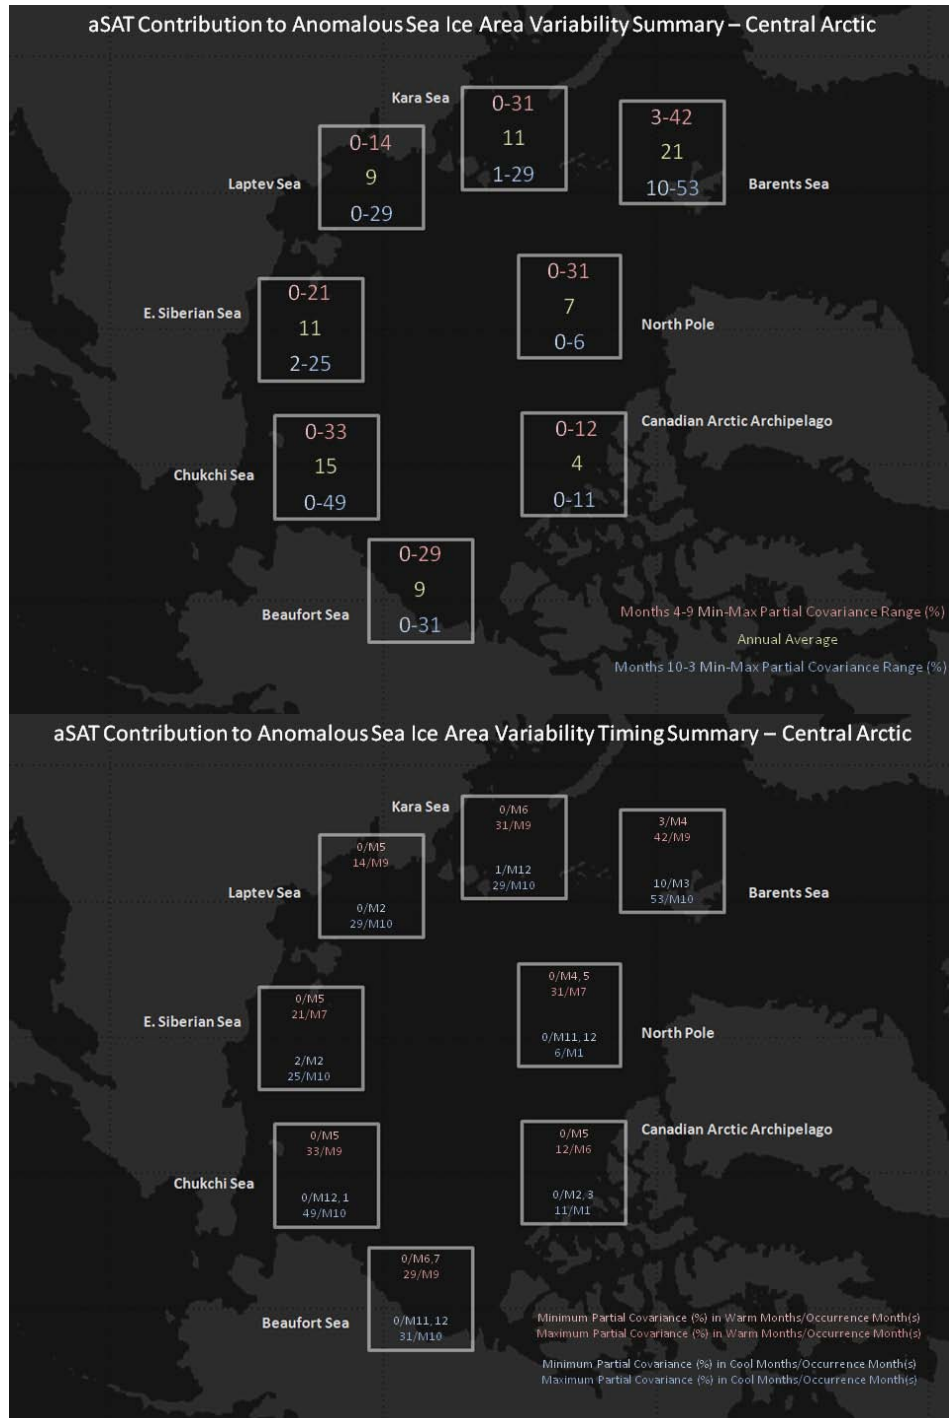 aSAT Contribution to Anomalous Sea Ice Area Variability Summary – Central Arctic
Kara Sea
0-31
11
1-29
3-42
21
10-53
Barents Sea
0-14
9
0-29
Laptev Sea
0-31
7
0-6
North Pole
E. Siberian Sea
0-21
11
2-25
Canadian Arctic Archipelago
0-12
4
0-11
Chukchi Sea
0-33
15
0-49
Beaufort Sea
0-29
9
0-31
Months 4-9 Min-Max Partial Covariance Range (%)
Annual Average
Months 10-3 Min-Max Partial Covariance Range (%)
aSAT Contribution to Anomalous Sea Ice Area Variability Timing Summary – Central Arctic
Kara Sea
0/M6
31/M9
1/M12
29/M10
3/M4
42/M9
10/M3
53/M10
Barents Sea
0/M5
14/M9
0/M2
29/M10
Laptev Sea
0/M4, 5
31/M7
0/M11, 12
6/M1
North Pole
E. Siberian Sea
0/M5
21/M7
2/M2
25/M10
Canadian Arctic Archipelago
0/M5
12/M6
0/M2, 3
11/M1
Chukchi Sea
0/M5
33/M9
0/M12, 1
49/M10
Beaufort Sea
0/M6,7
29/M9
0/M11, 12
31/M10
Minimum Partial Covariance (%) in Warm Months/Occurrence Month(s)
Maximum Partial Covariance (%) in Warm Months/Occurrence Month(s)
Minimum Partial Covariance (%) in Cool Months/Occurrence Month(s)
Maximum Partial Covariance (%) in Cool Months/Occurrence Month(s)